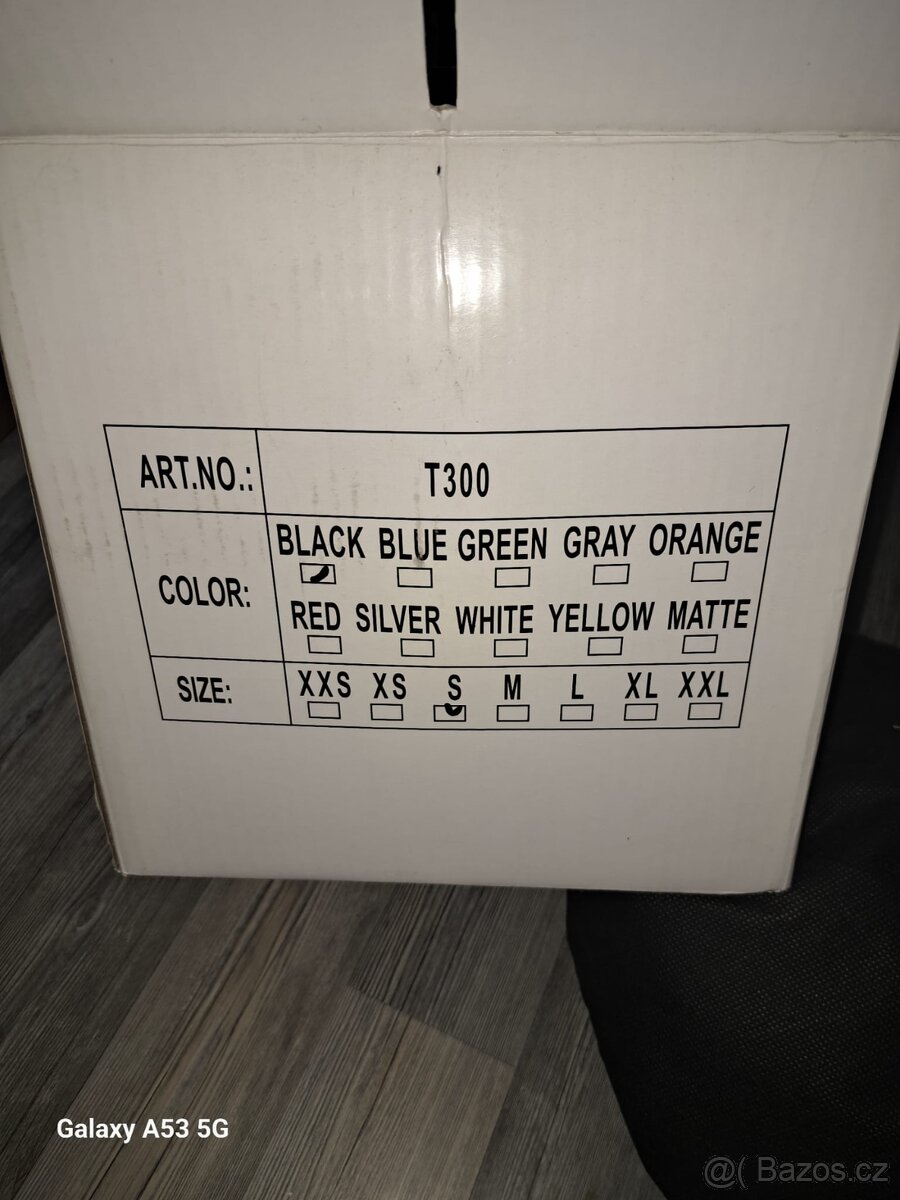 ART.NO.: T300
COLOR:
BLACK BLUE GREEN GRAY ORANGE
RED SILVER WHITE YELLOW MATTE
SIZE: XXS XS S M L XL XXL
Galaxy A53 5G
@( Bazos.cz